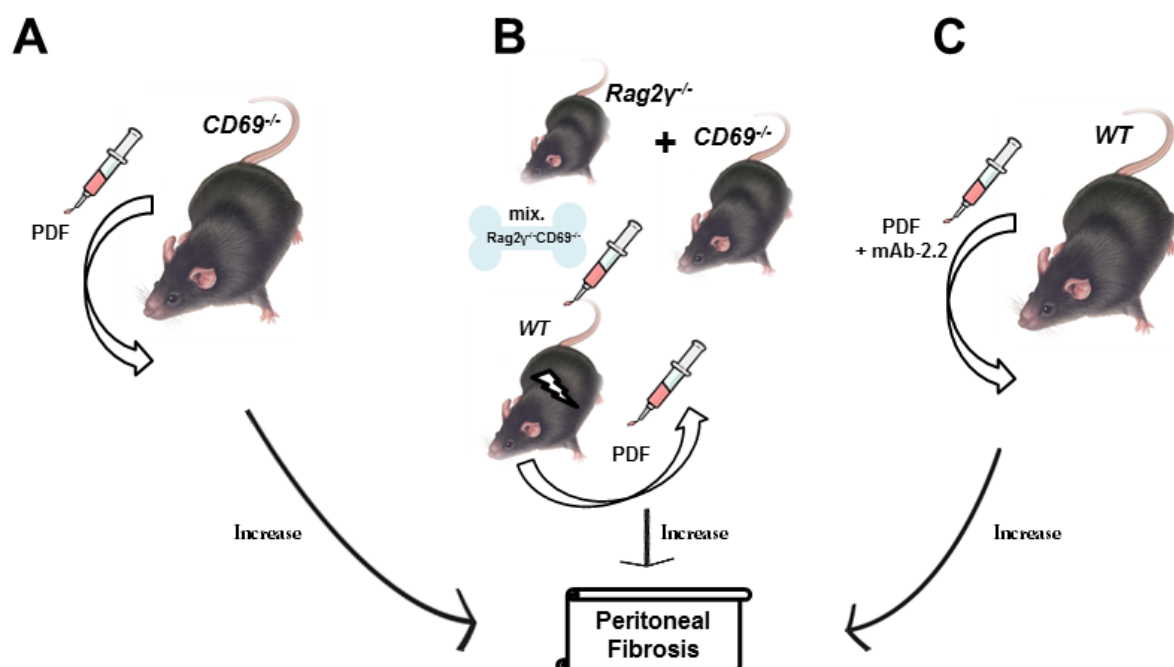 A
CD69⁻/⁻
PDF
B
Rag2γ⁻/⁻
+ CD69⁻/⁻
mix.
Rag2γ⁻/⁻CD69⁻/⁻
WT
PDF
C
WT
PDF
+ mAb-2.2
Increase
Increase
Increase
Peritoneal
Fibrosis